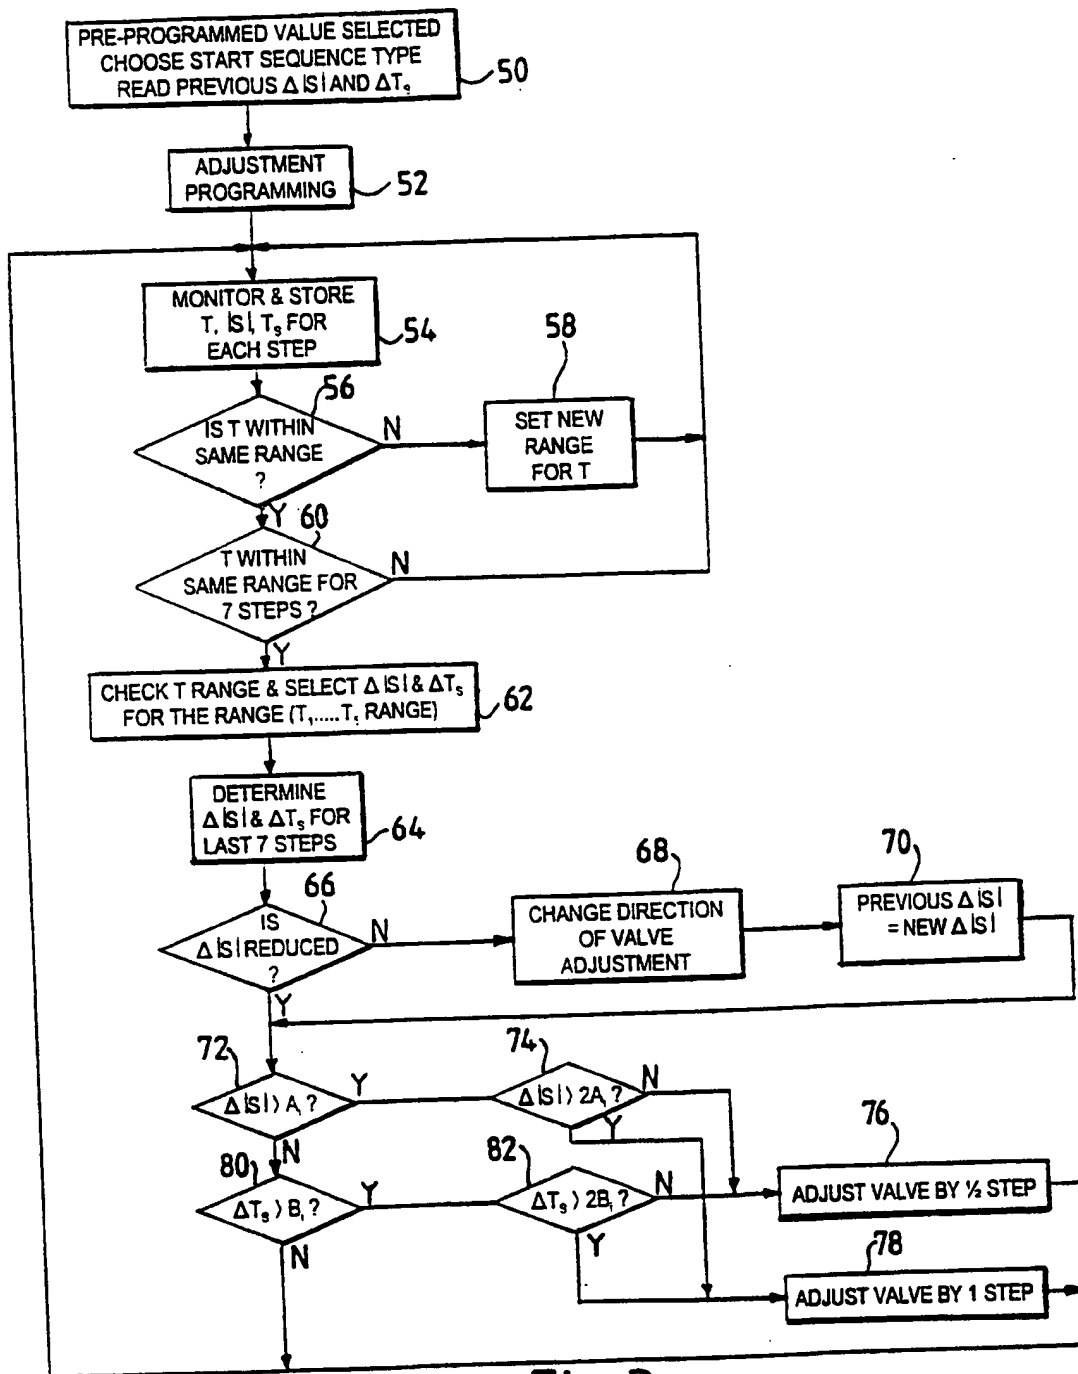 PRE-PROGRAMMED VALUE SELECTED
CHOOSE START SEQUENCE TYPE
READ PREVIOUS Δ|S| AND ΔTₛ
50
ADJUSTMENT
PROGRAMMING
52
MONITOR & STORE
T, |S|, Tₛ FOR
EACH STEP
54
56
IS T WITHIN
SAME RANGE
?
N
Y
58
SET NEW
RANGE
FOR T
60
T WITHIN
SAME RANGE FOR
7 STEPS ?
N
Y
CHECK T RANGE & SELECT Δ|S| & ΔTₛ
FOR THE RANGE (T₁.....Tₛ RANGE)
62
DETERMINE
Δ|S| & ΔTₛ FOR
LAST 7 STEPS
64
66
IS
Δ|S| REDUCED
?
N
Y
68
CHANGE DIRECTION
OF VALVE
ADJUSTMENT
70
PREVIOUS Δ|S|
= NEW Δ|S|
72
Δ|S| > Aᵢ ?
Y
N
74
Δ|S| > 2Aᵢ ?
N
Y
76
ADJUST VALVE BY ½ STEP
80
ΔTₛ > Bᵢ ?
Y
N
82
ΔTₛ > 2Bᵢ ?
N
Y
78
ADJUST VALVE BY 1 STEP